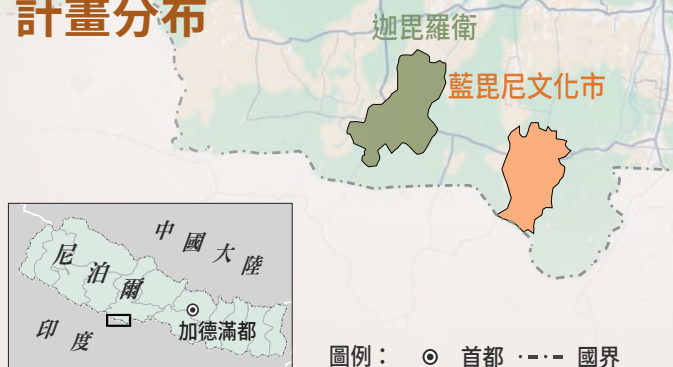 計畫分布
迦毘羅衛
藍毘尼文化市
中國大陸
尼泊爾
加德滿都
印度
圖例：
首都
國界